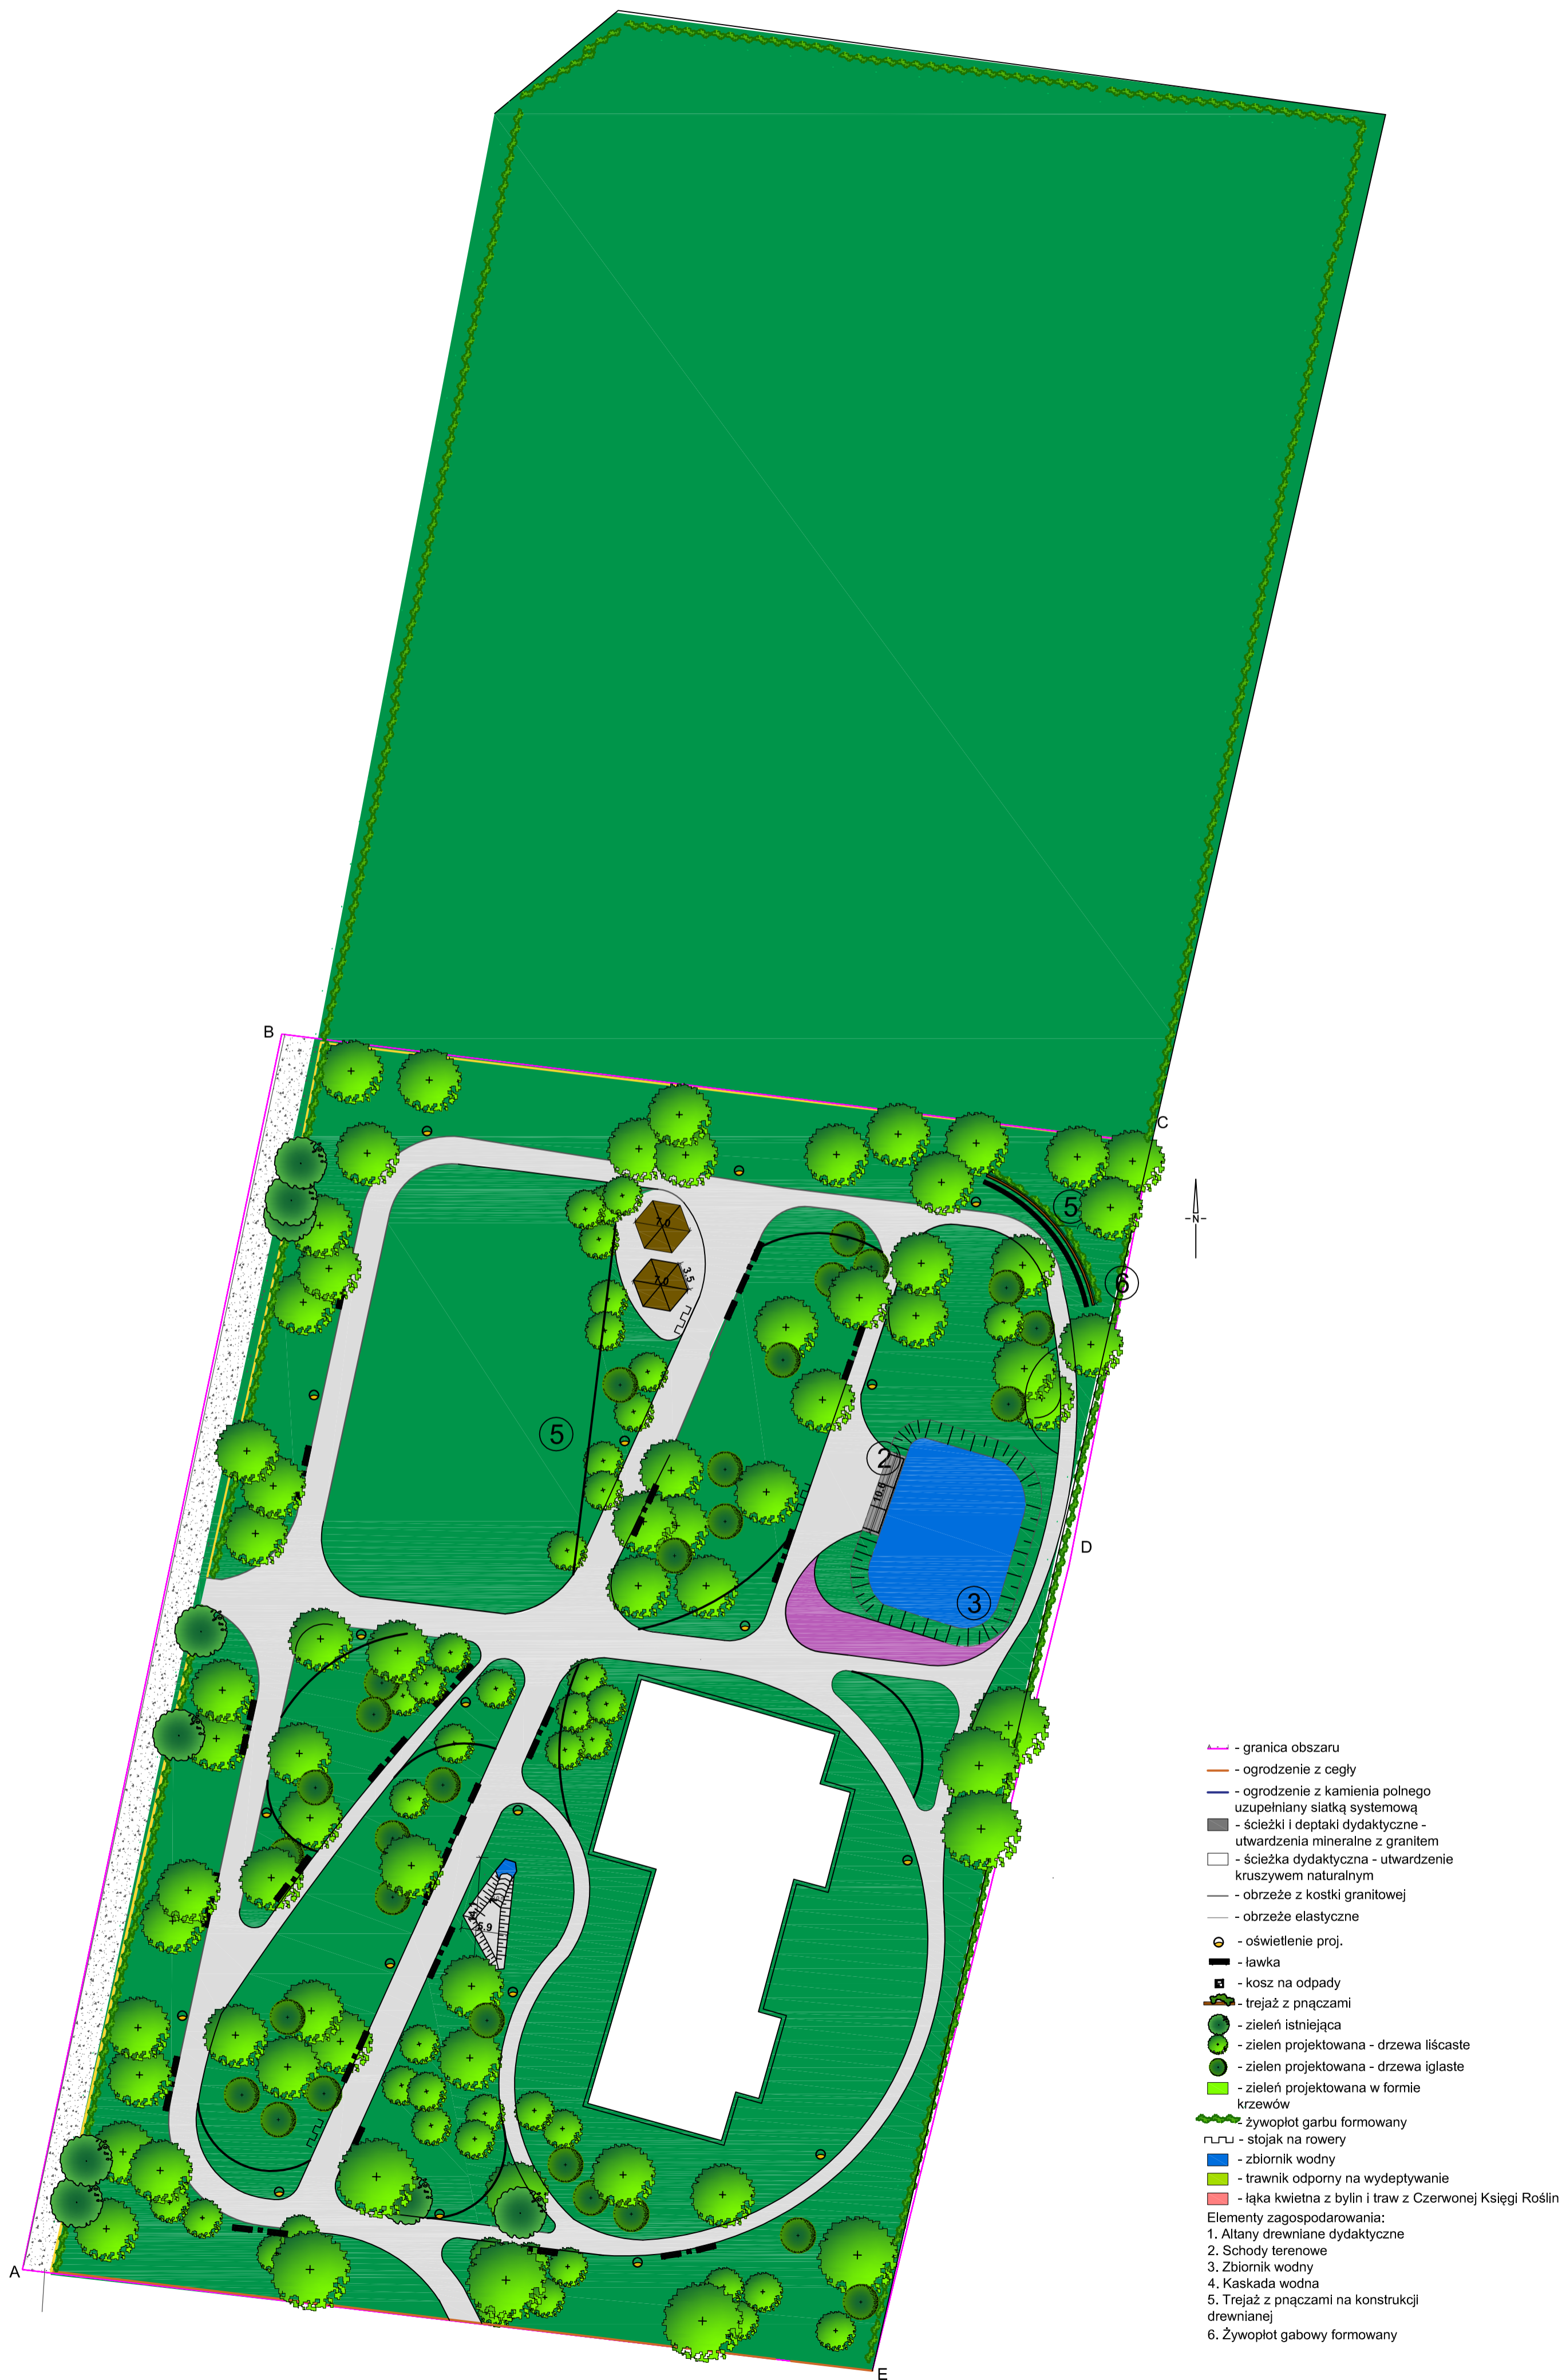 B
C
5
-N-
6
7.0
7.0
3.5
5
2
10.5
D
3
5.9
A
E
- granica obszaru
- ogrodzenie z cegły
- ogrodzenie z kamienia polnego
uzupełniany siatką systemową
- ścieżki i deptaki dydaktyczne -
utwardzenia mineralne z granitem
- ścieżka dydaktyczna - utwardzenie
kruszywem naturalnym
- obrzeże z kostki granitowej
- obrzeże elastyczne
- oświetlenie proj.
- ławka
- kosz na odpady
- trejaż z pnączami
- zieleń istniejąca
- zielen projektowana - drzewa liścaste
- zielen projektowana - drzewa iglaste
- zieleń projektowana w formie
krzewów
- żywopłot garbu formowany
- stojak na rowery
- zbiornik wodny
- trawnik odporny na wydeptywanie
- łąka kwietna z bylin i traw z Czerwonej Księgi Roślin
Elementy zagospodarowania:
1. Altany drewniane dydaktyczne
2. Schody terenowe
3. Zbiornik wodny
4. Kaskada wodna
5. Trejaż z pnączami na konstrukcji
drewnianej
6. Żywopłot gabowy formowany